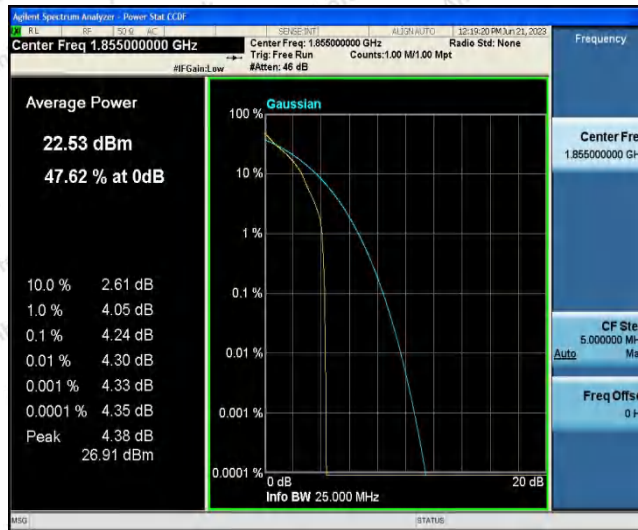 Agilent Spectrum Analyzer - Power Stat CCDF
RL RF 50 Ω AC SENSE:INT ALIGN AUTO 12:19:20 PM Jun 21, 2023
Center Freq 1.855000000 GHz
Center Freq: 1.855000000 GHz Radio Std: None
Trig: Free Run Counts:1.00 M/1.00 Mpt
#IFGain:Low #Atten: 46 dB
Frequency
Average Power
22.53 dBm
47.62 % at 0dB
10.0 % 2.61 dB
1.0 % 4.05 dB
0.1 % 4.24 dB
0.01 % 4.30 dB
0.001 % 4.33 dB
0.0001 % 4.35 dB
Peak 4.38 dB
26.91 dBm
Gaussian
100 %
10 %
1 %
0.1 %
0.01 %
0.001 %
0.0001 %
0 dB 20 dB
Info BW 25.000 MHz
Center Fre
1.855000000 GH
CF Ste
5.000000 MH
Auto Ma
Freq Offse
0 H
MSG STATUS